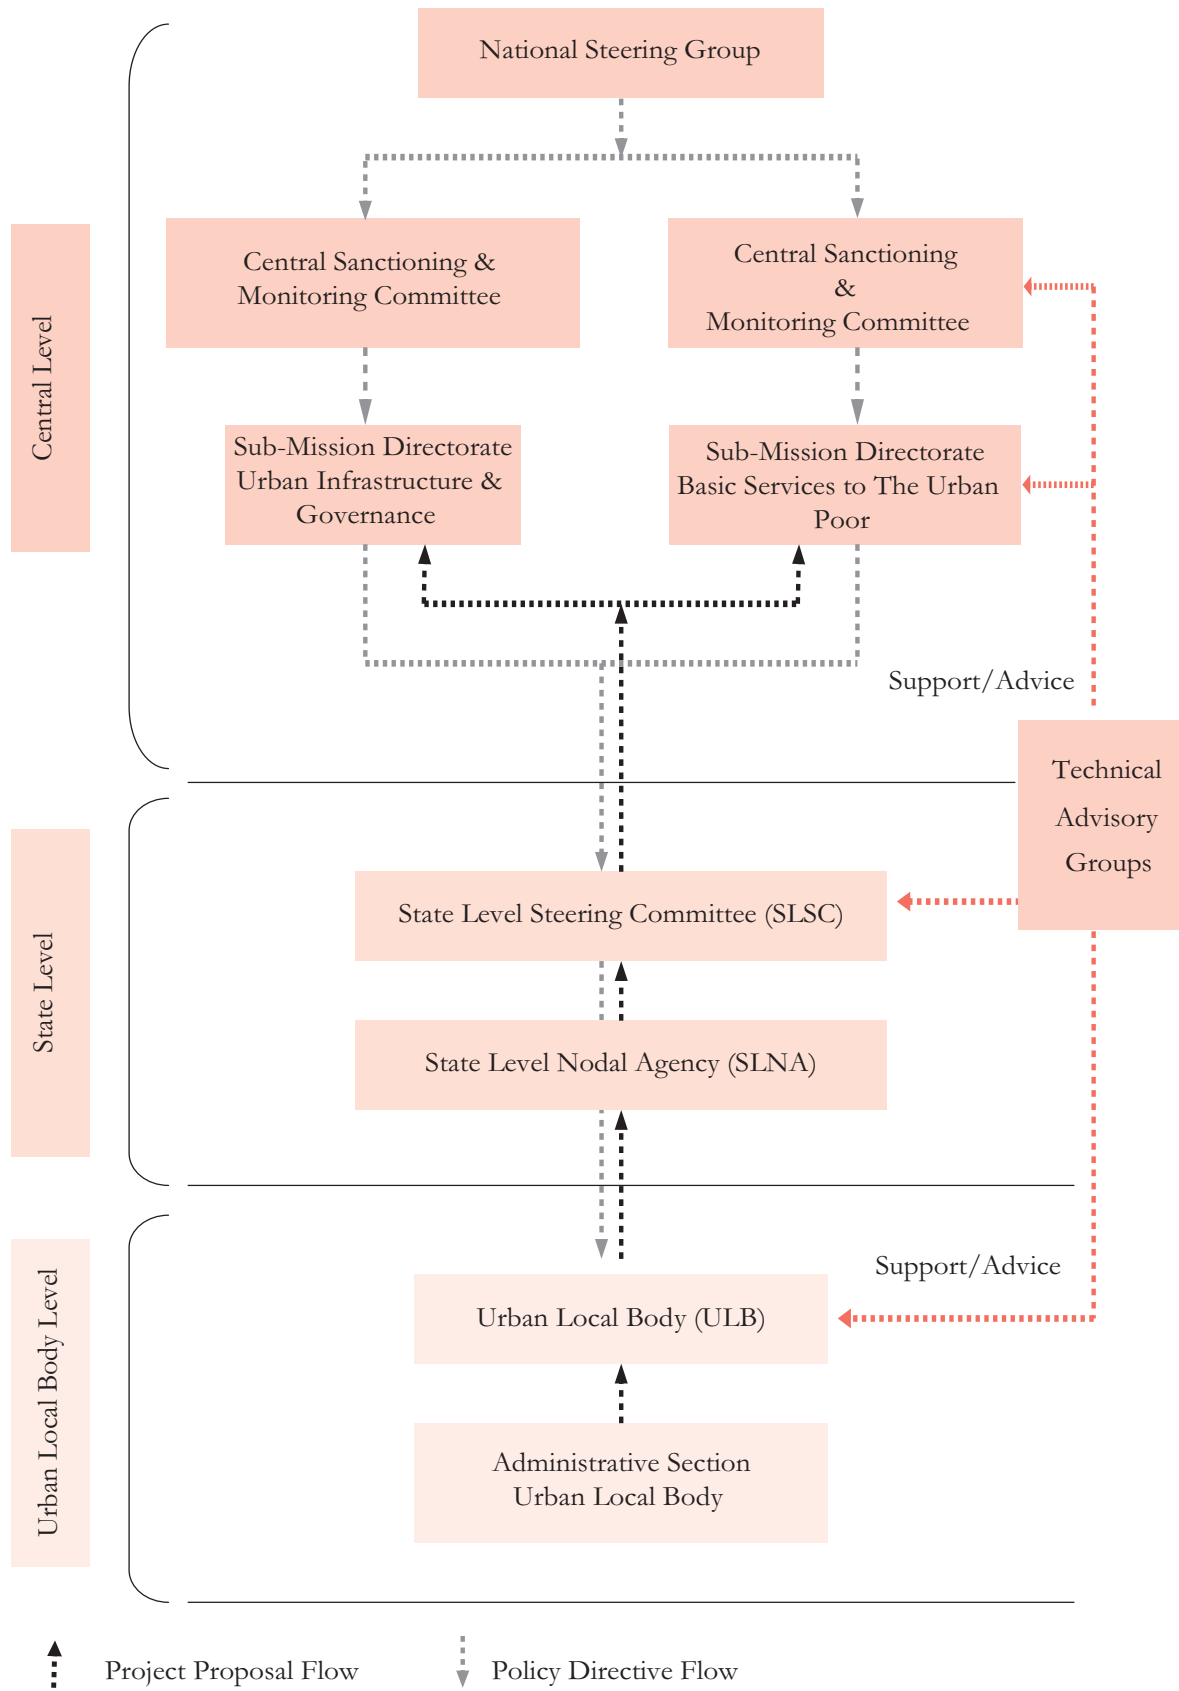 National Steering Group
Central Level
Central Sanctioning &
Monitoring Committee
Central Sanctioning
&
Monitoring Committee
Sub-Mission Directorate
Urban Infrastructure &
Governance
Sub-Mission Directorate
Basic Services to The Urban
Poor
Support/Advice
Technical
Advisory
Groups
State Level
State Level Steering Committee (SLSC)
State Level Nodal Agency (SLNA)
Urban Local Body Level
Support/Advice
Urban Local Body (ULB)
Administrative Section
Urban Local Body
Project Proposal Flow
Policy Directive Flow